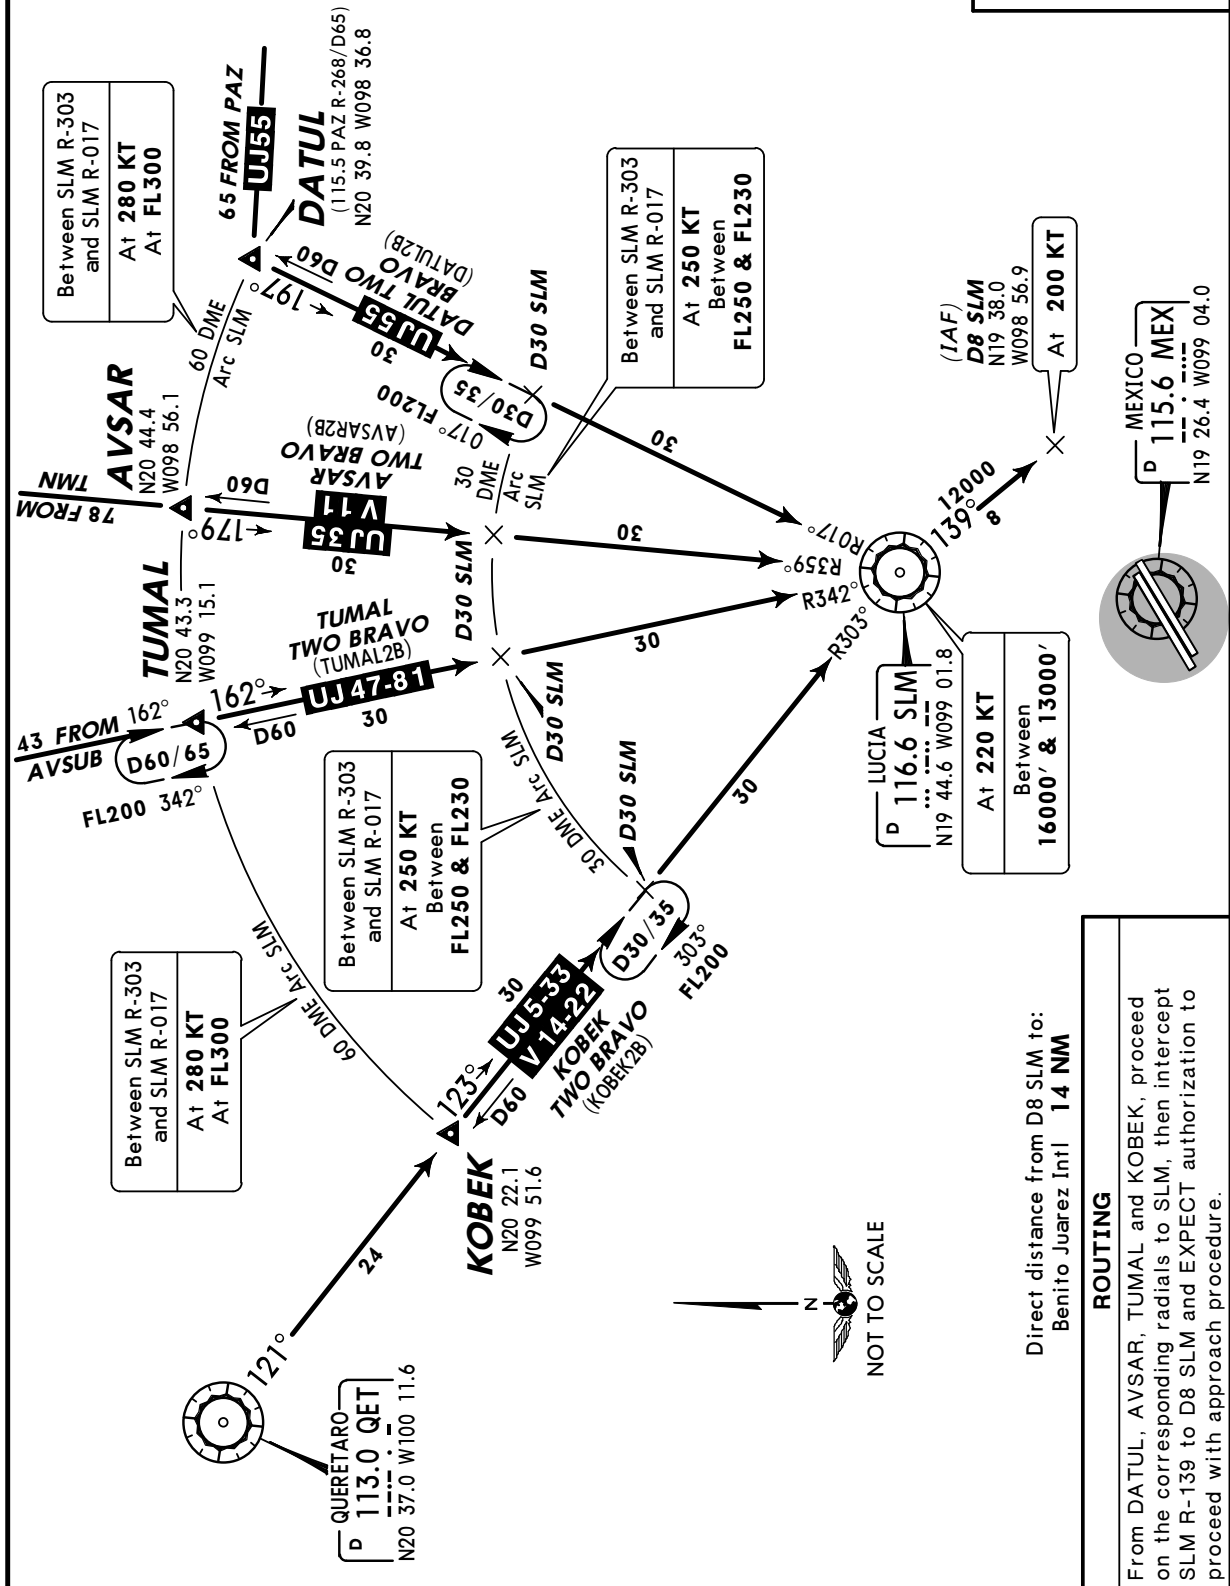 QUERETARO
D 113.0 QET
N20 37.0 W100 11.6
121°
24
KOBEK
N20 22.1
W099 51.6
Between SLM R-303
and SLM R-017
At 280 KT
At FL300
60 DME Arc SLM
123°
D60
30
UJ 5-33
V 14-22
KOBEK
TWO BRAVO
(KOBEK2B)
D30/35
303°
FL200
D30 SLM
30
R303°
Between SLM R-303
and SLM R-017
At 250 KT
Between
FL250 & FL230
30 DME Arc SLM
43 FROM
AVSUB
162°
D60/65
FL200 342°
TUMAL
N20 43.3
W099 15.1
162°
D60
UJ 47-81
30
TUMAL
TWO BRAVO
(TUMAL2B)
D30 SLM
30
R342°
78 FROM
TMN
AVSAR
N20 44.4
W098 56.1
179°
D60
UJ35
V 11
30
AVSAR
TWO BRAVO
(AVSAR2B)
D30 SLM
30
R359°
60 DME
Arc SLM
Between SLM R-303
and SLM R-017
At 280 KT
At FL300
65 FROM PAZ
UJ55
DATUL
(115.5 PAZ R-268/D65)
N20 39.8 W098 36.8
197°
D60
UJ55
30
DATUL TWO
BRAVO
(DATUL2B)
D30/35
017° FL200
D30 SLM
30
R017°
30
DME
Arc
SLM
Between SLM R-303
and SLM R-017
At 250 KT
Between
FL250 & FL230
LUCIA
D 116.6 SLM
N19 44.6 W099 01.8
At 220 KT
Between
16000' & 13000'
12000
139°
8
(IAF)
D8 SLM
N19 38.0
W098 56.9
At 200 KT
MEXICO
D 115.6 MEX
N19 26.4 W099 04.0
N
NOT TO SCALE
Direct distance from D8 SLM to:
Benito Juarez Intl 14 NM
ROUTING
From DATUL, AVSAR, TUMAL and KOBEK, proceed
on the corresponding radials to SLM, then intercept
SLM R-139 to D8 SLM and EXPECT authorization to
proceed with approach procedure.